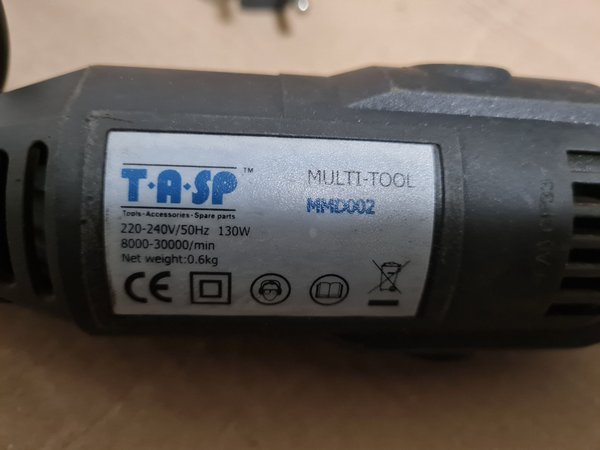 T·A·SP™
Tools·Accessories·Spare parts
MULTI-TOOL
MMD002
220-240V/50Hz 130W
8000-30000/min
Net weight:0.6kg
CE